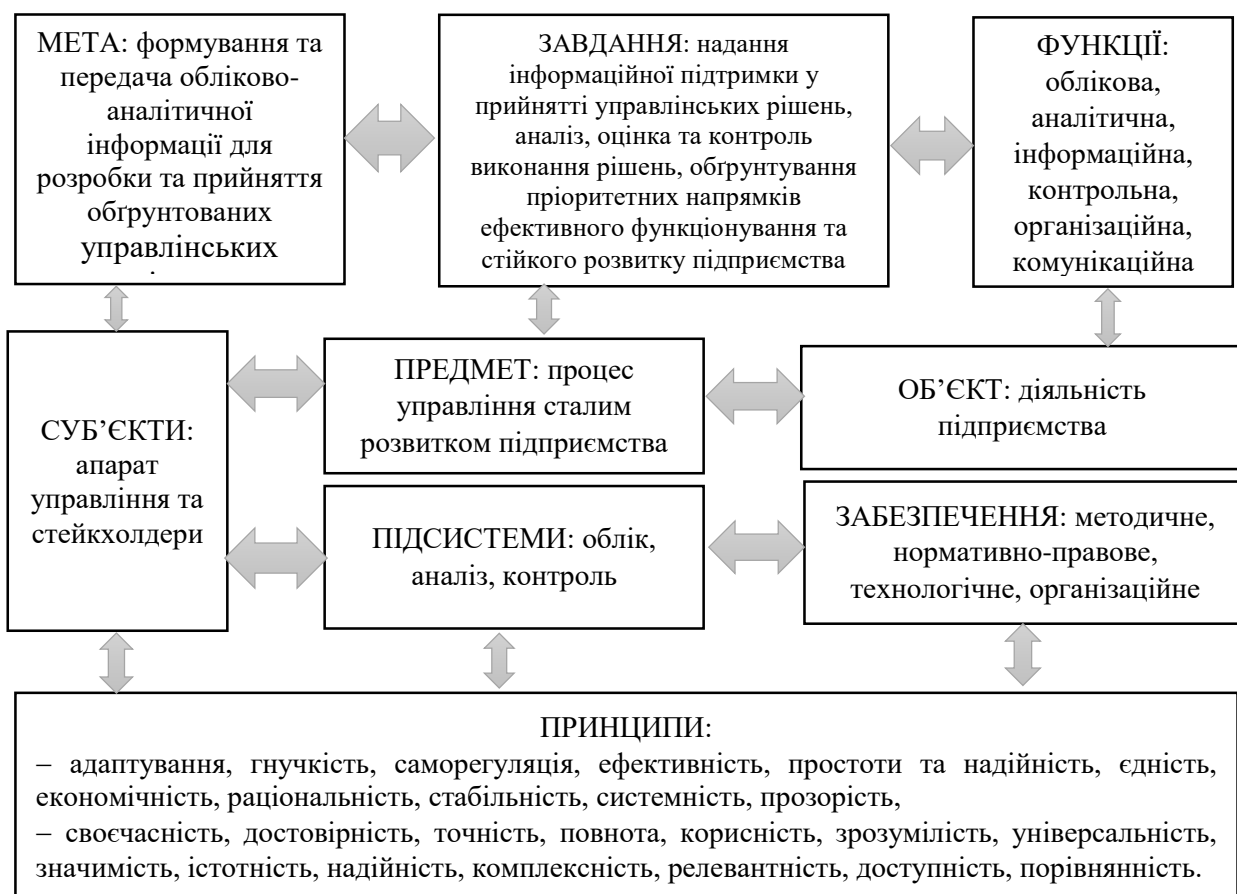 МЕТА: формування та
передача обліково-
аналітичної
інформації для
розробки та прийняття
обґрунтованих
управлінських
ЗАВДАННЯ: надання
інформаційної підтримки у
прийнятті управлінських рішень,
аналіз, оцінка та контроль
виконання рішень, обґрунтування
пріоритетних напрямків
ефективного функціонування та
стійкого розвитку підприємства
ФУНКЦІЇ:
облікова,
аналітична,
інформаційна,
контрольна,
організаційна,
комунікаційна
СУБ’ЄКТИ:
апарат
управління та
стейкхолдери
ПРЕДМЕТ: процес
управління сталим
розвитком підприємства
ОБ’ЄКТ: діяльність
підприємства
ПІДСИСТЕМИ: облік,
аналіз, контроль
ЗАБЕЗПЕЧЕННЯ: методичне,
нормативно-правове,
технологічне, організаційне
ПРИНЦИПИ:
– адаптування, гнучкість, саморегуляція, ефективність, простоти та надійність, єдність,
економічність, раціональність, стабільність, системність, прозорість,
– своєчасність, достовірність, точність, повнота, корисність, зрозумілість, універсальність,
значимість, істотність, надійність, комплексність, релевантність, доступність, порівнянність.